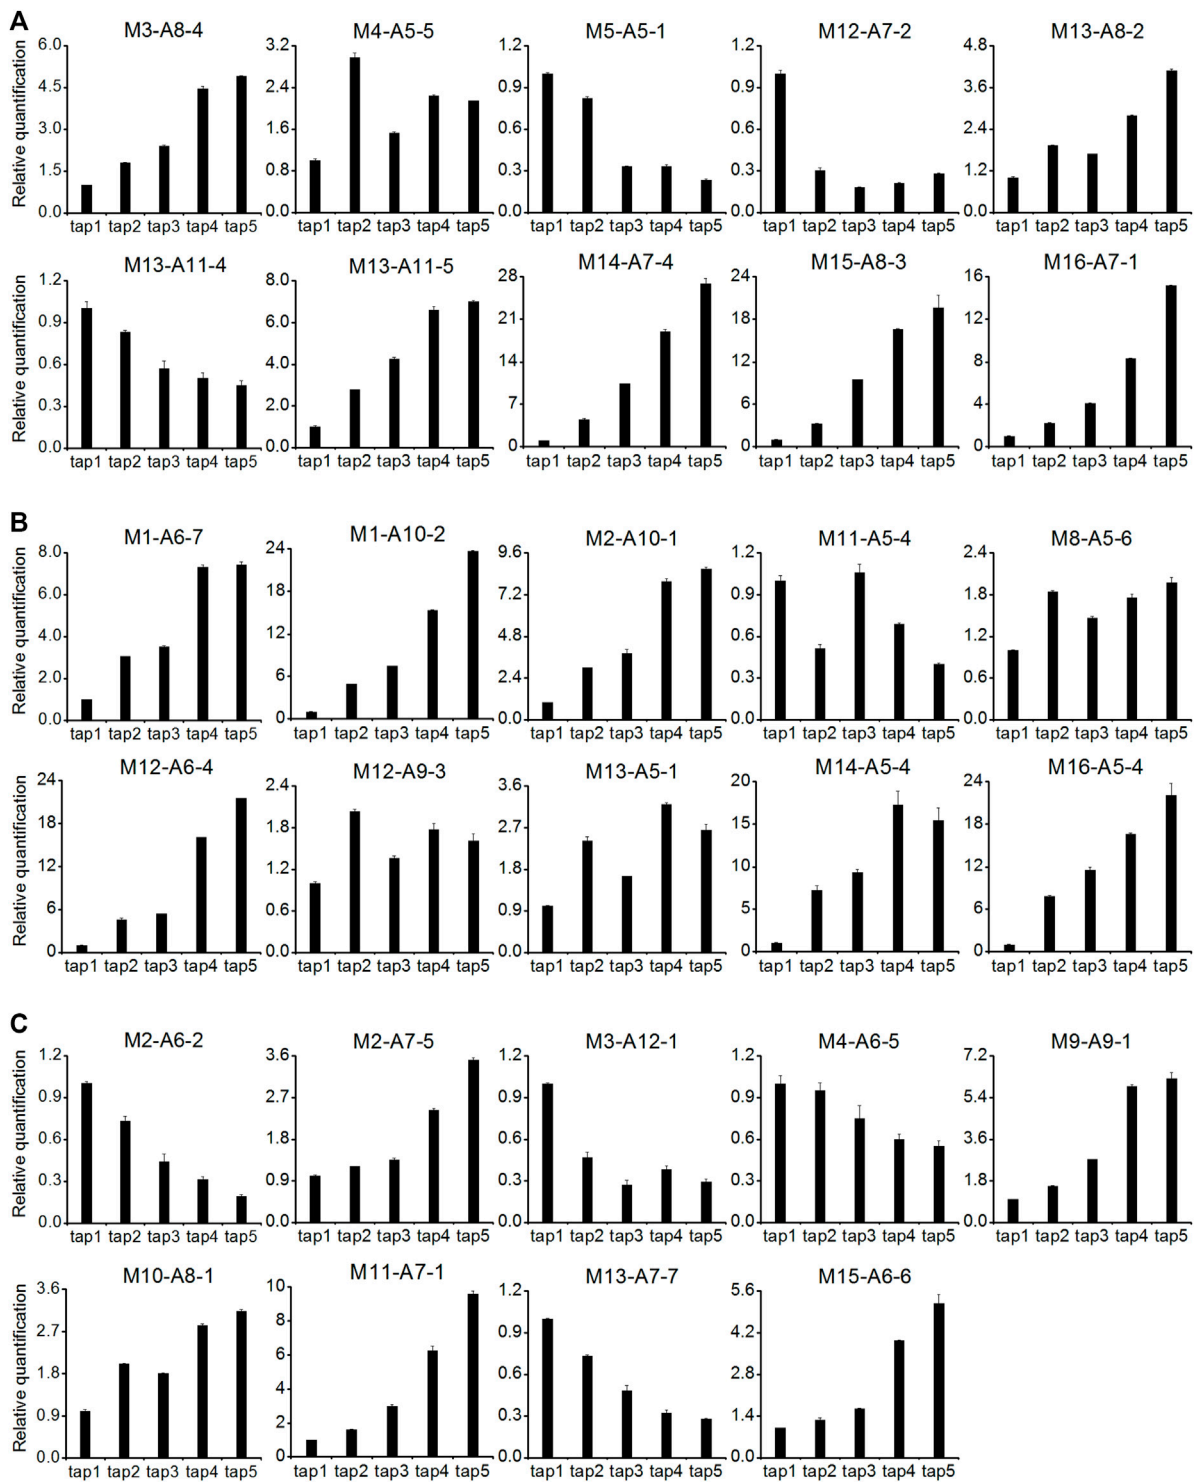 A
M3-A8-4 M4-A5-5 M5-A5-1 M12-A7-2 M13-A8-2
Relative quantification
6.0 4.5 3.0 1.5 0.0
tap1 tap2 tap3 tap4 tap5
3.2 2.4 1.6 0.8 0.0
tap1 tap2 tap3 tap4 tap5
1.2 0.9 0.6 0.3 0.0
tap1 tap2 tap3 tap4 tap5
1.2 0.9 0.6 0.3 0.0
tap1 tap2 tap3 tap4 tap5
4.8 3.6 2.4 1.2 0.0
tap1 tap2 tap3 tap4 tap5
M13-A11-4 M13-A11-5 M14-A7-4 M15-A8-3 M16-A7-1
Relative quantification
1.2 0.9 0.6 0.3 0.0
tap1 tap2 tap3 tap4 tap5
8.0 6.0 4.0 2.0 0.0
tap1 tap2 tap3 tap4 tap5
28 21 14 7 0
tap1 tap2 tap3 tap4 tap5
24 18 12 6 0
tap1 tap2 tap3 tap4 tap5
16 12 8 4 0
tap1 tap2 tap3 tap4 tap5
B
M1-A6-7 M1-A10-2 M2-A10-1 M11-A5-4 M8-A5-6
Relative quantification
8.0 6.0 4.0 2.0 0.0
tap1 tap2 tap3 tap4 tap5
24 18 12 6 0
tap1 tap2 tap3 tap4 tap5
9.6 7.2 4.8 2.4 0.0
tap1 tap2 tap3 tap4 tap5
1.2 0.9 0.6 0.3 0.0
tap1 tap2 tap3 tap4 tap5
2.4 1.8 1.2 0.6 0.0
tap1 tap2 tap3 tap4 tap5
M12-A6-4 M12-A9-3 M13-A5-1 M14-A5-4 M16-A5-4
Relative quantification
24 18 12 6 0
tap1 tap2 tap3 tap4 tap5
2.4 1.8 1.2 0.6 0.0
tap1 tap2 tap3 tap4 tap5
3.6 2.7 1.8 0.9 0.0
tap1 tap2 tap3 tap4 tap5
20 15 10 5 0
tap1 tap2 tap3 tap4 tap5
24 18 12 6 0
tap1 tap2 tap3 tap4 tap5
C
M2-A6-2 M2-A7-5 M3-A12-1 M4-A6-5 M9-A9-1
Relative quantification
1.2 0.9 0.6 0.3 0.0
tap1 tap2 tap3 tap4 tap5
3.6 2.7 1.8 0.9 0.0
tap1 tap2 tap3 tap4 tap5
1.2 0.9 0.6 0.3 0.0
tap1 tap2 tap3 tap4 tap5
1.2 0.9 0.6 0.3 0.0
tap1 tap2 tap3 tap4 tap5
7.2 5.4 3.6 1.8 0.0
tap1 tap2 tap3 tap4 tap5
M10-A8-1 M11-A7-1 M13-A7-7 M15-A6-6
Relative quantification
3.6 2.7 1.8 0.9 0.0
tap1 tap2 tap3 tap4 tap5
10 8 6 4 2 0
tap1 tap2 tap3 tap4 tap5
1.2 0.9 0.6 0.3 0.0
tap1 tap2 tap3 tap4 tap5
5.6 4.2 2.8 1.4 0.0
tap1 tap2 tap3 tap4 tap5